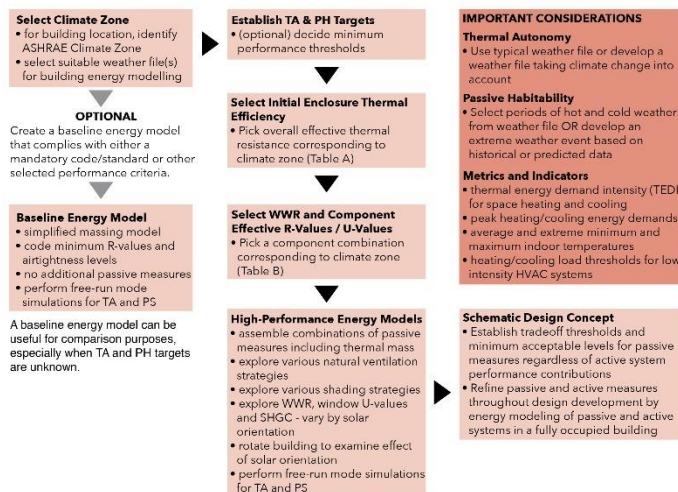 Select Climate Zone
• for building location, identify
ASHRAE Climate Zone
• select suitable weather file(s)
for building energy modelling
OPTIONAL
Create a baseline energy model
that complies with either a
mandatory code/standard or other
selected performance criteria.
Baseline Energy Model
• simplified massing model
• code minimum R-values and
airtightness levels
• no additional passive measures
• perform free-run mode
simulations for TA and PS
A baseline energy model can be
useful for comparison purposes,
especially when TA and PH targets
are unknown.
Establish TA & PH Targets
• (optional) decide minimum
performance thresholds
Select Initial Enclosure Thermal
Efficiency
• Pick overall effective thermal
resistance corresponding to
climate zone (Table A)
Select WWR and Component
Effective R-Values / U-Values
• Pick a component combination
corresponding to climate zone
(Table B)
High-Performance Energy Models
• assemble combinations of passive
measures including thermal mass
• explore various natural ventilation
strategies
• explore various shading strategies
• explore WWR, window U-values
and SHGC - vary by solar
orientation
• rotate building to examine effect
of solar orientation
• perform free-run mode simulations
for TA and PS
IMPORTANT CONSIDERATIONS
Thermal Autonomy
• Use typical weather file or develop a
weather file taking climate change into
account
Passive Habitability
• Select periods of hot and cold weather
from weather file OR develop an
extreme weather event based on
historical or predicted data
Metrics and Indicators
• thermal energy demand intensity (TEDI
for space heating and cooling
• peak heating/cooling energy demands
• average and extreme minimum and
maximum indoor temperatures
• heating/cooling load thresholds for low
intensity HVAC systems
Schematic Design Concept
• Establish tradeoff thresholds and
minimum acceptable levels for passive
measures regardless of active system
performance contributions
• Refine passive and active measures
throughout design development by
energy modeling of passive and active
systems in a fully occupied building